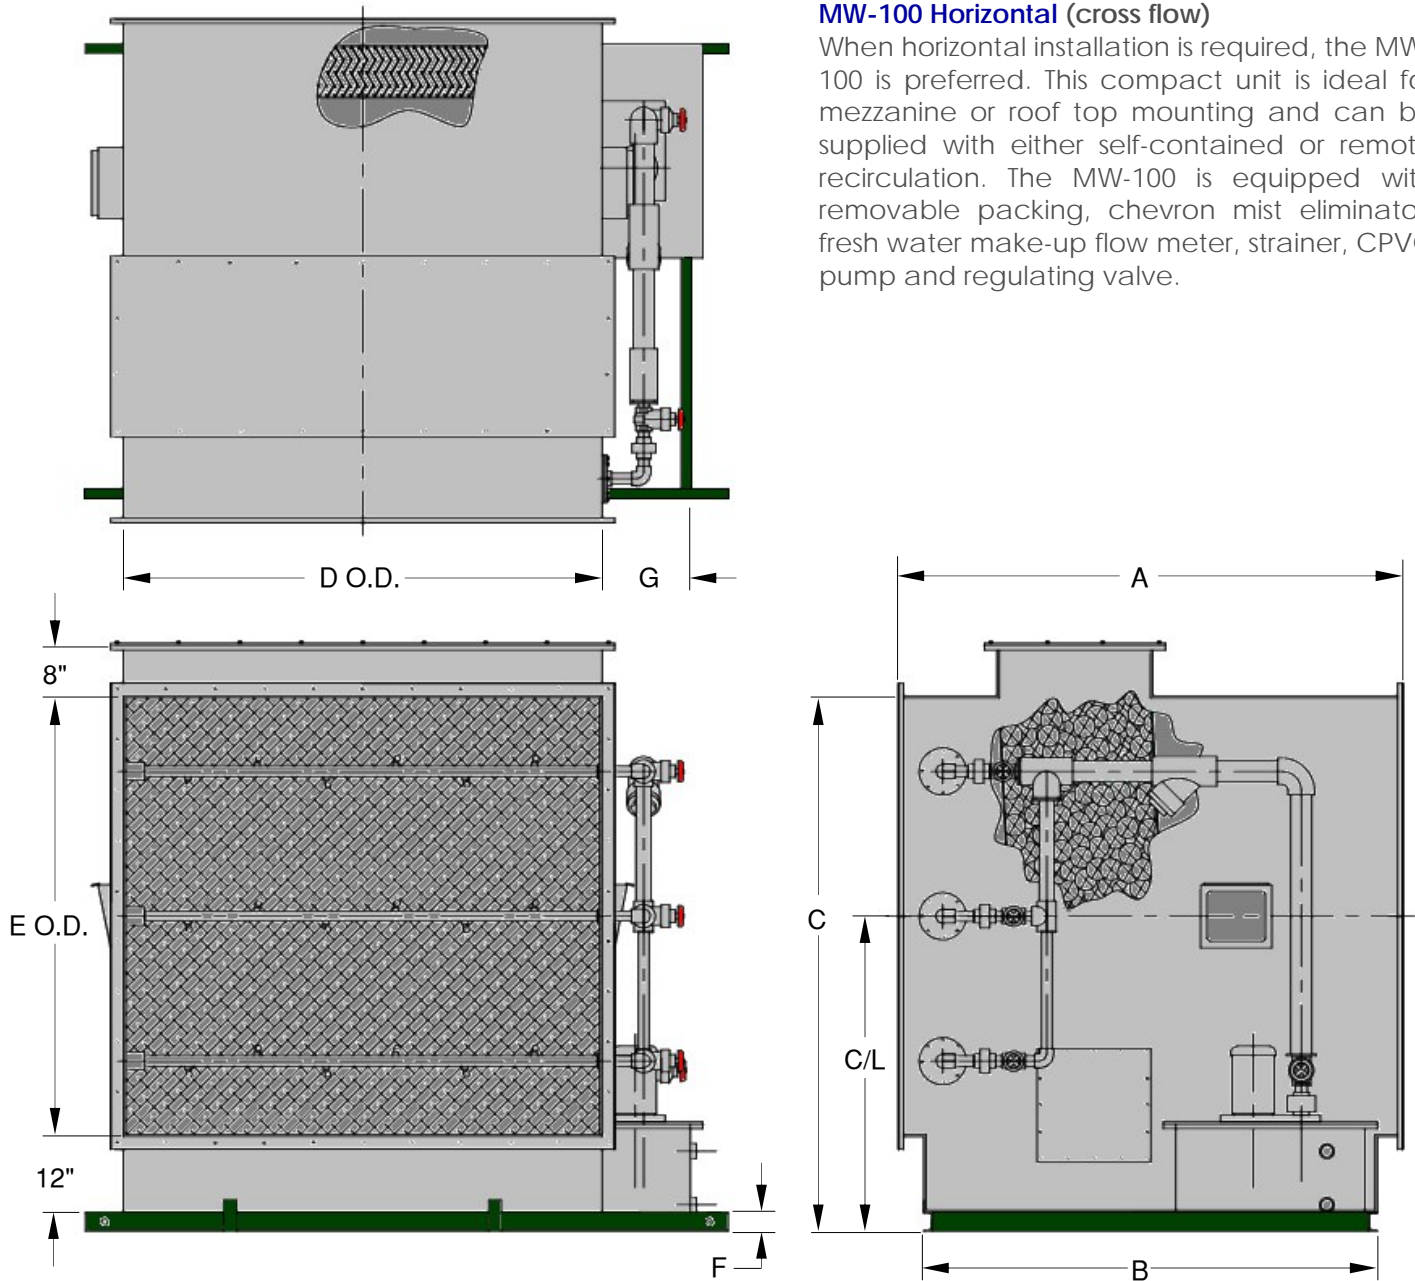 MW-100 Horizontal (cross flow)
When horizontal installation is required, the MW
100 is preferred. This compact unit is ideal fo
mezzanine or roof top mounting and can b
supplied with either self-contained or remot
recirculation. The MW-100 is equipped wit
removable packing, chevron mist eliminato
fresh water make-up flow meter, strainer, CPV
pump and regulating valve.
D O.D.
G
A
8"
E O.D.
C
C/L
12"
F
B